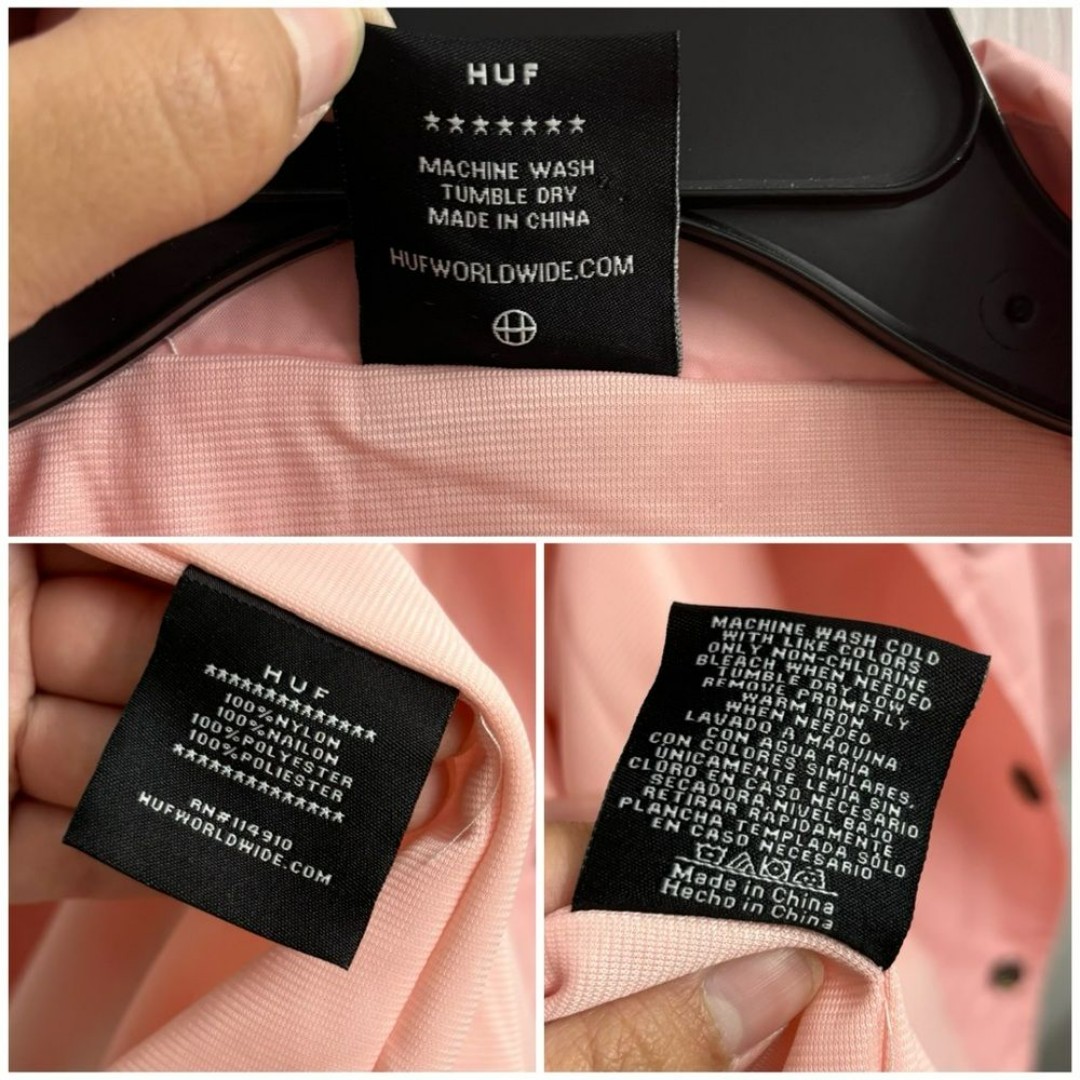 HUF
★★★★★★★
MACHINE WASH
TUMBLE DRY
MADE IN CHINA
HUFWORLDWIDE.COM
HUF
100%NYLON
100%NAILON
100%POLYESTER
100%POLIESTER
RN#114910
HUFWORLDWIDE.COM
MACHINE WASH COLD
WITH LIKE COLORS
ONLY NON-CHLORINE
BLEACH WHEN NEEDED
TUMBLE DRY LOW
REMOVE PROMPTLY
WARM IRON
WHEN NEEDED
LAVADO A MÁQUINA
CON AGUA FRÍA
CON COLORES SIMILARES.
ÚNICAMENTE LEJÍA SIN
CLORO EN CASO NECESARIO
SECADORA NIVEL BAJO
RETIRAR RAPIDAMENTE
PLANCHA TEMPLADA SÓLO
EN CASO NECESARIO
Made in China
Hecho in China